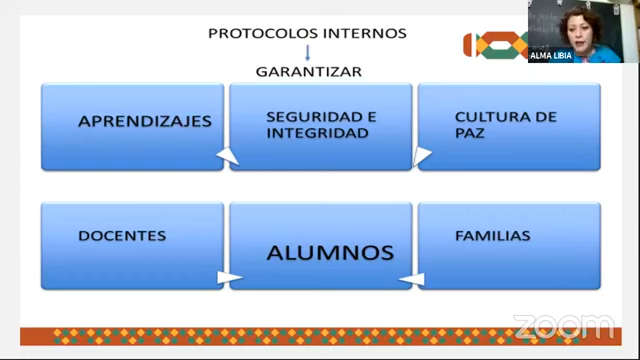 PROTOCOLOS INTERNOS
GARANTIZAR
ALMA LIBIA
APRENDIZAJES
SEGURIDAD E
INTEGRIDAD
CULTURA DE
PAZ
DOCENTES
ALUMNOS
FAMILIAS
zoom